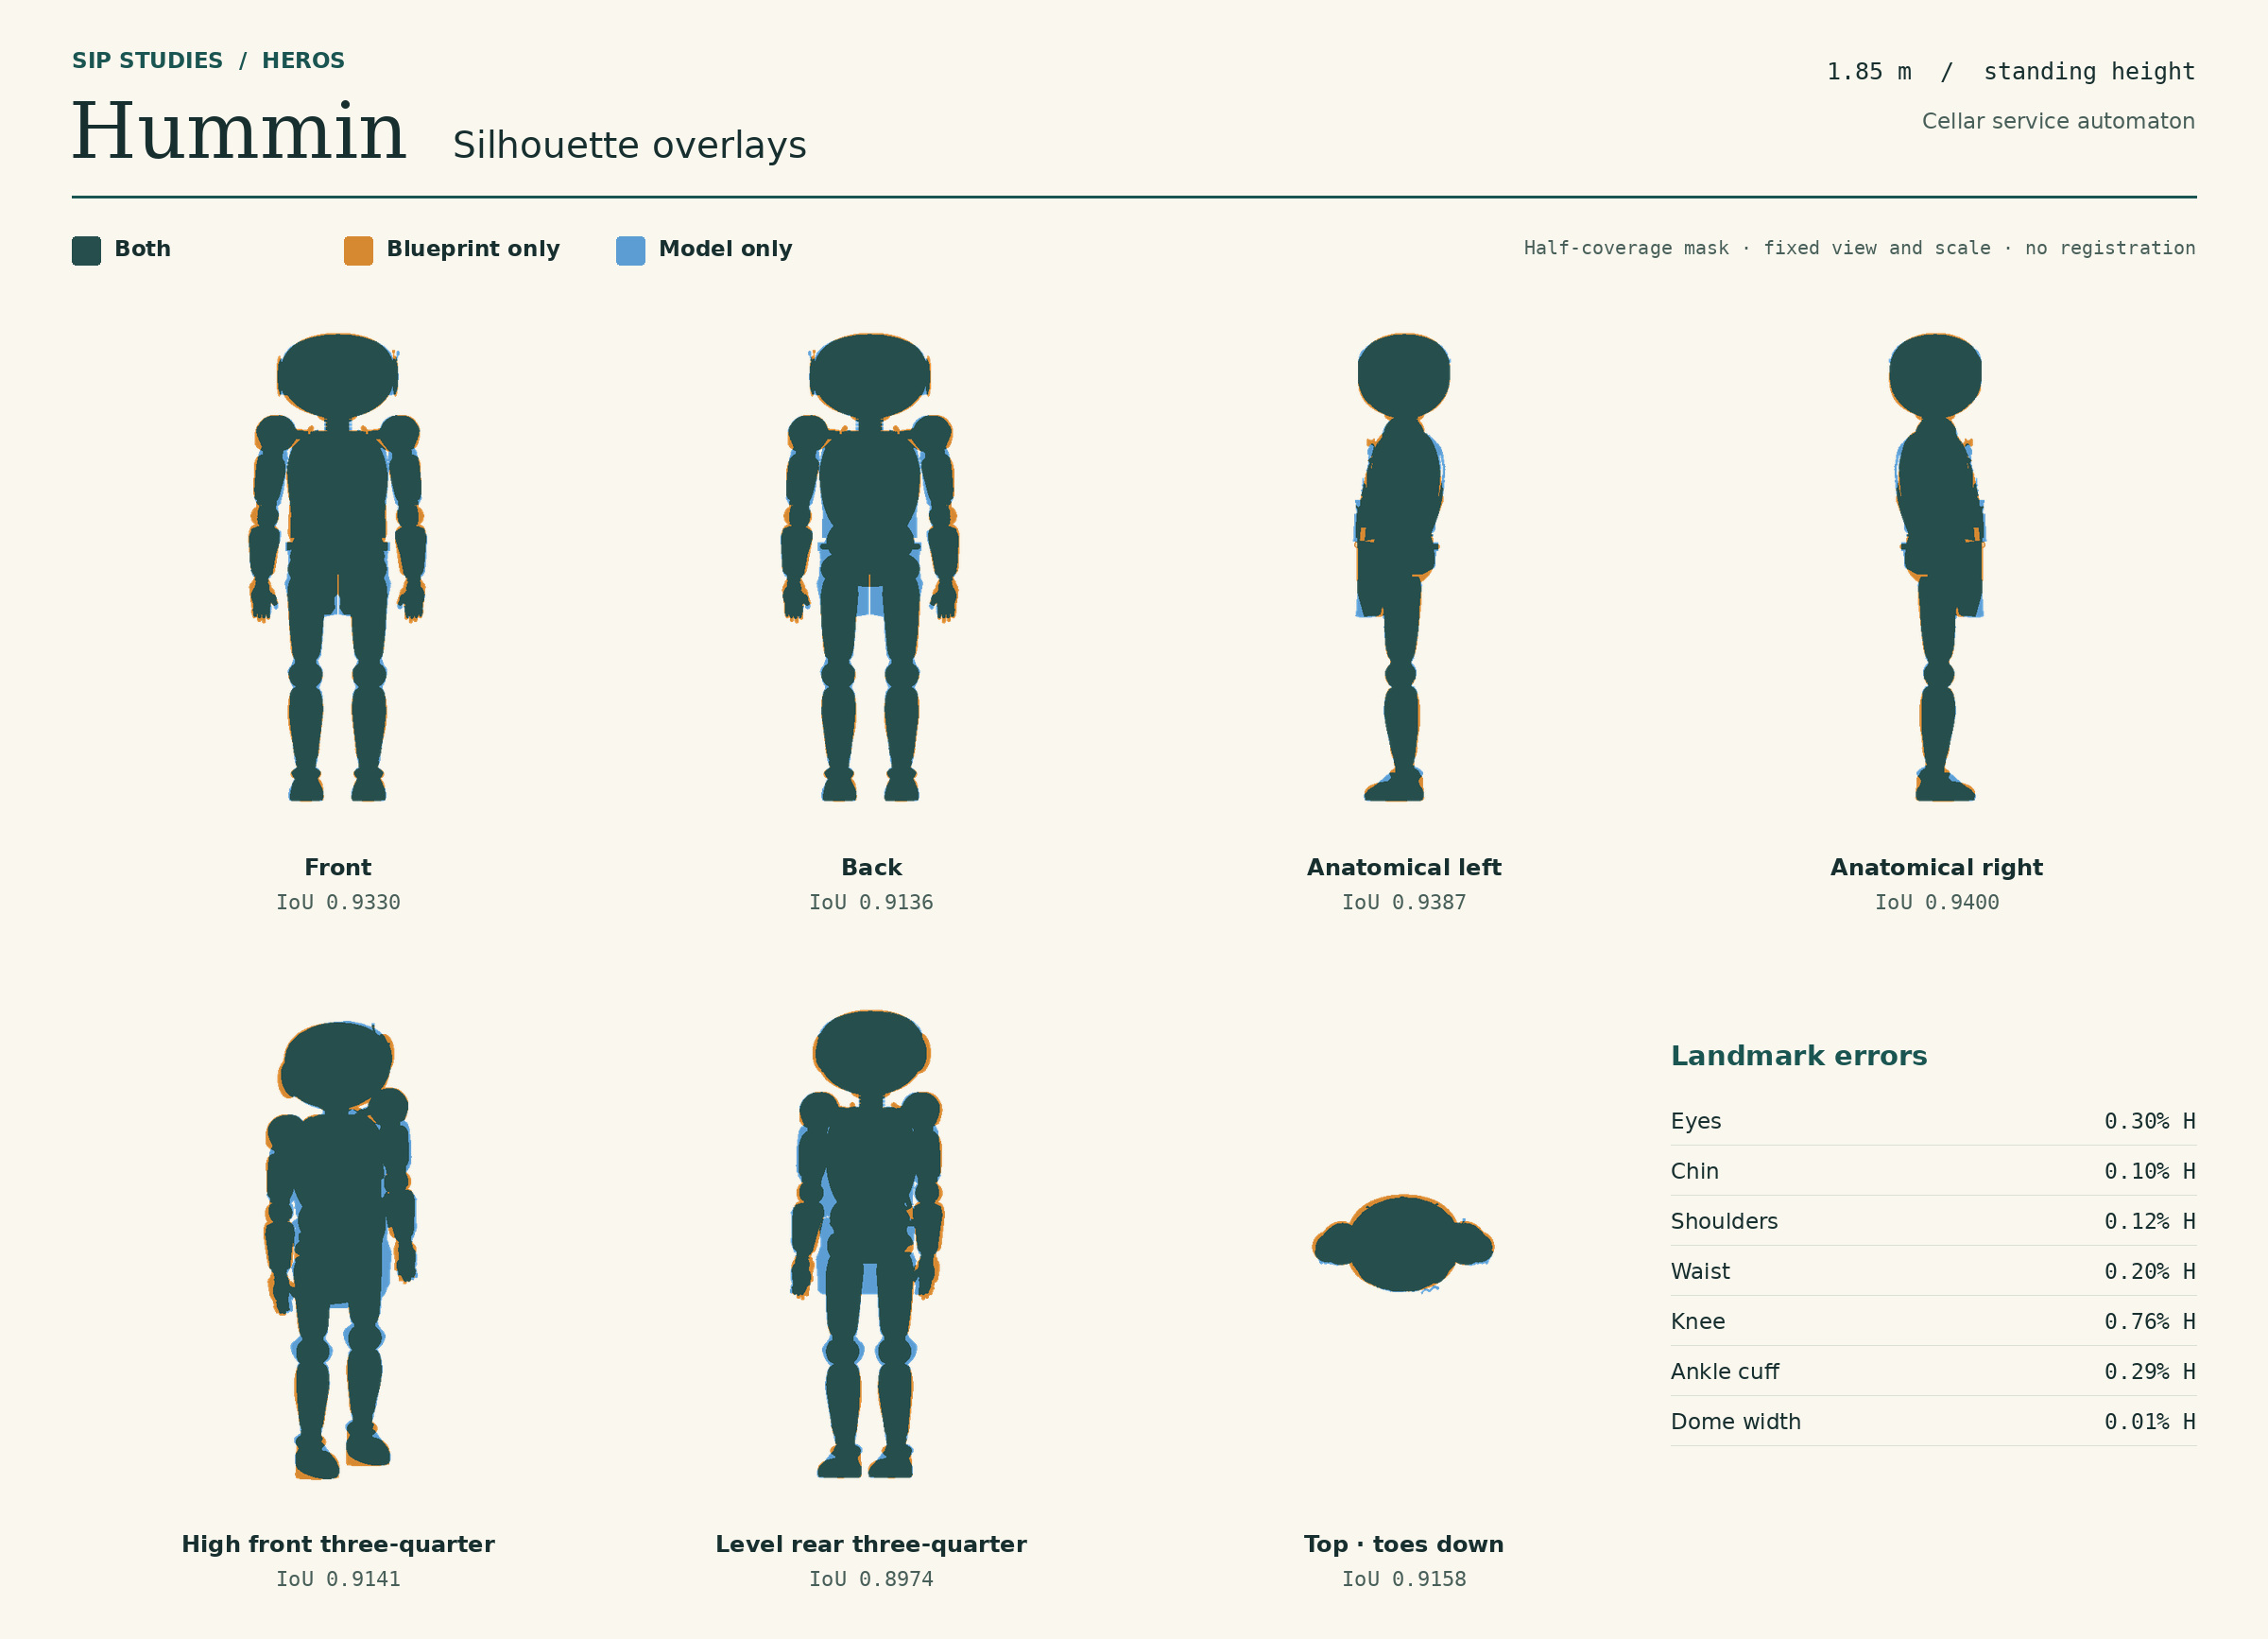 SIP STUDIES / HEROS
1.85 m / standing height
Hummin Silhouette overlays
Cellar service automaton
Both
Blueprint only
Model only
Half-coverage mask · fixed view and scale · no registration
Front
IoU 0.9330
Back
IoU 0.9136
Anatomical left
IoU 0.9387
Anatomical right
IoU 0.9400
High front three-quarter
IoU 0.9141
Level rear three-quarter
IoU 0.8974
Top · toes down
IoU 0.9158
Landmark errors
Eyes 0.30% H
Chin 0.10% H
Shoulders 0.12% H
Waist 0.20% H
Knee 0.76% H
Ankle cuff 0.29% H
Dome width 0.01% H